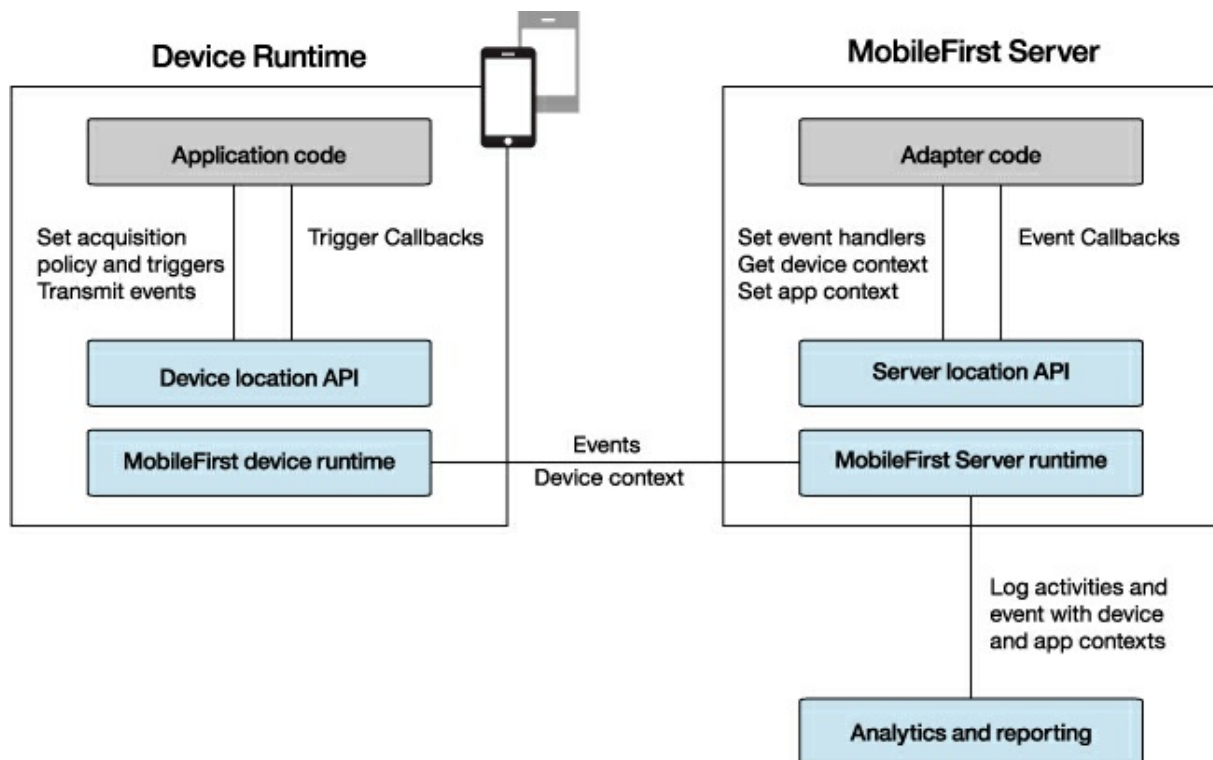 Device Runtime
MobileFirst Server
Application code
Set acquisition
policy and triggers
Transmit events
Trigger Callbacks
Device location API
MobileFirst device runtime
Events
Device context
Adapter code
Set event handlers
Get device context
Set app context
Event Callbacks
Server location API
MobileFirst Server runtime
Log activities and
event with device
and app contexts
Analytics and reporting